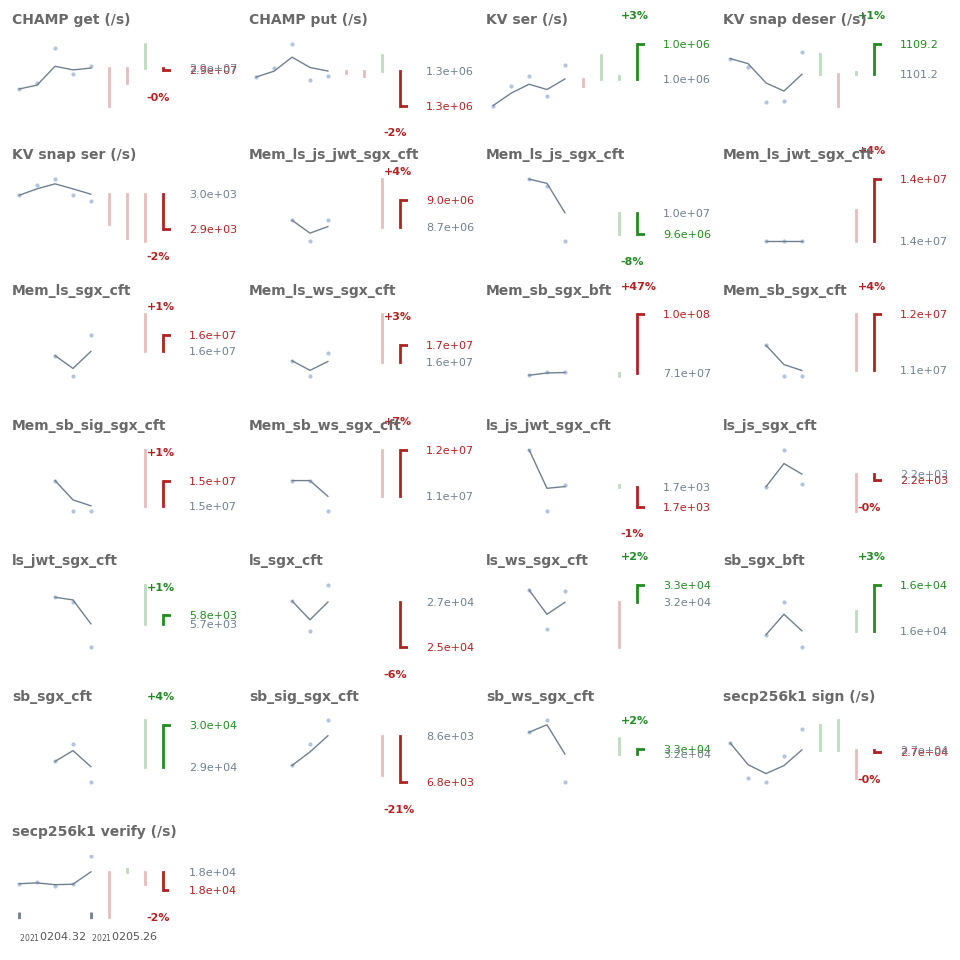 CHAMP get (/s)
2.9e+07
-0%
CHAMP put (/s)
1.3e+06
1.3e+06
-2%
KV ser (/s)
+3%
1.0e+06
1.0e+06
KV snap deser (/s)
+1%
1109.2
1101.2
KV snap ser (/s)
3.0e+03
2.9e+03
-2%
Mem_ls_js_jwt_sgx_cft
+4%
9.0e+06
8.7e+06
Mem_ls_js_sgx_cft
1.0e+07
9.6e+06
-8%
Mem_ls_jwt_sgx_cft
+4%
1.4e+07
1.4e+07
Mem_ls_sgx_cft
+1%
1.6e+07
1.6e+07
Mem_ls_ws_sgx_cft
+3%
1.7e+07
1.6e+07
Mem_sb_sgx_bft
+47%
1.0e+08
7.1e+07
Mem_sb_sgx_cft
+4%
1.2e+07
1.1e+07
Mem_sb_sig_sgx_cft
+1%
1.5e+07
1.5e+07
Mem_sb_ws_sgx_cft
+7%
1.2e+07
1.1e+07
ls_js_jwt_sgx_cft
1.7e+03
1.7e+03
-1%
ls_js_sgx_cft
2.2e+03
2.2e+03
-0%
ls_jwt_sgx_cft
+1%
5.8e+03
5.7e+03
ls_sgx_cft
2.7e+04
2.5e+04
-6%
ls_ws_sgx_cft
+2%
3.3e+04
3.2e+04
sb_sgx_bft
+3%
1.6e+04
1.6e+04
sb_sgx_cft
+4%
3.0e+04
2.9e+04
sb_sig_sgx_cft
8.6e+03
6.8e+03
-21%
sb_ws_sgx_cft
+2%
3.3e+04
3.2e+04
secp256k1 sign (/s)
2.7e+04
2.7e+04
-0%
secp256k1 verify (/s)
1.8e+04
1.8e+04
-2%
2021 0204.32 2021 0205.26